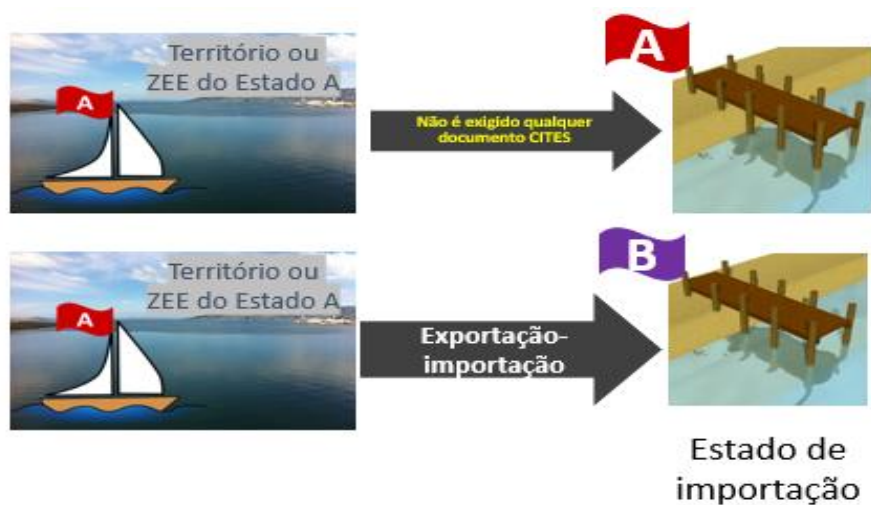 Território ou
ZEE do Estado A
A
Não é exigido qualquer
documento CITES
A
Território ou
ZEE do Estado A
A
Exportação-
importação
B
Estado de
importação